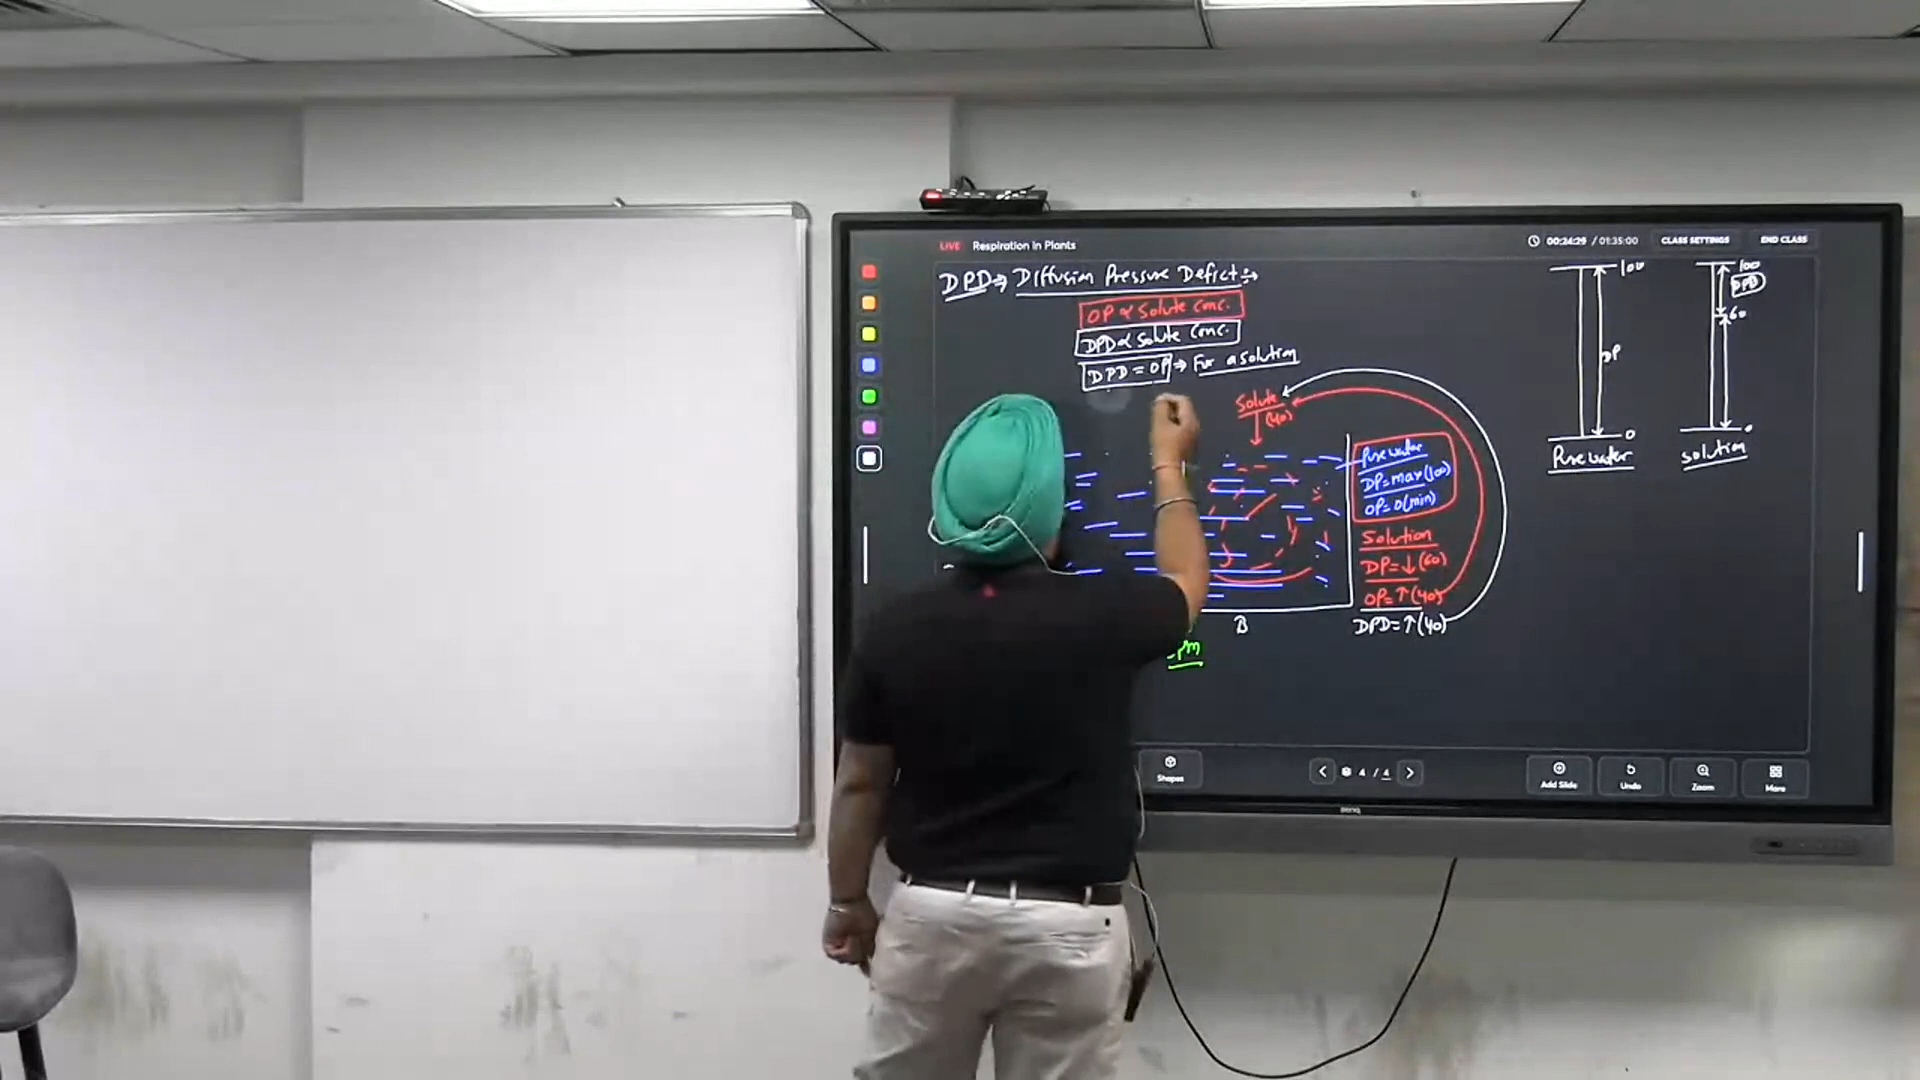 LIVE Respiration in Plants
00:34:29 / 01:35:00 CLASS SETTINGS END CLASS
DPD ⇒ Diffusion Pressure Deficit :→
OP ∝ Solute Conc.
DPD ∝ Solute Conc.
DPD = OP → For a solution
Solute
(40)
Pure water
DP = max (100)
OP = 0 (min)
Solution
DP = ↓ (60)
OP = ↑ (40)
DPD = ↑ (40)
B
100
DP
0
Pure water
100
DPD
60
0
Solution
Shapes
4 / 4
Add Slide
Undo
Zoom
More
BenQ